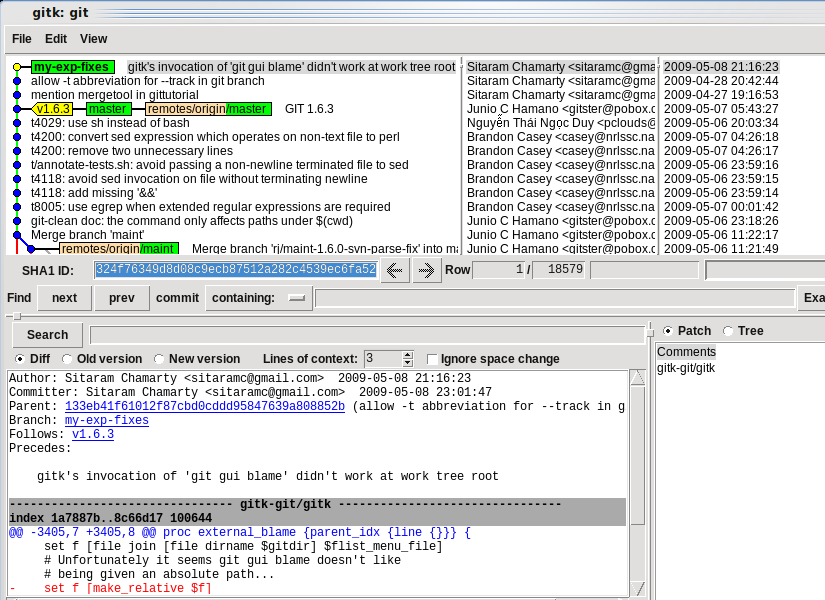 gitk: git
File Edit View
my-exp-fixes gitk's invocation of 'git gui blame' didn't work at work tree root Sitaram Chamarty <sitaramc@gma 2009-05-08 21:16:23
allow -t abbreviation for --track in git branch Sitaram Chamarty <sitaramc@gma 2009-04-28 20:42:44
mention mergetool in gittutorial Sitaram Chamarty <sitaramc@gma 2009-04-27 19:16:53
v1.6.3 master remotes/origin/master GIT 1.6.3 Junio C Hamano <gitster@pobox.c 2009-05-07 05:43:27
t4029: use sh instead of bash Nguyễn Thái Ngọc Duy <pclouds@ 2009-05-06 20:03:34
t4200: convert sed expression which operates on non-text file to perl Brandon Casey <casey@nrlssc.na 2009-05-07 04:26:18
t4200: remove two unnecessary lines Brandon Casey <casey@nrlssc.na 2009-05-07 04:26:17
t/annotate-tests.sh: avoid passing a non-newline terminated file to sed Brandon Casey <casey@nrlssc.na 2009-05-06 23:59:16
t4118: avoid sed invocation on file without terminating newline Brandon Casey <casey@nrlssc.na 2009-05-06 23:59:15
t4118: add missing '&&' Brandon Casey <casey@nrlssc.na 2009-05-06 23:59:14
t8005: use egrep when extended regular expressions are required Brandon Casey <casey@nrlssc.na 2009-05-07 00:01:42
git-clean doc: the command only affects paths under $(cwd) Junio C Hamano <gitster@pobox.c 2009-05-06 23:18:26
Merge branch 'maint' Junio C Hamano <gitster@pobox.c 2009-05-06 11:22:17
remotes/origin/maint Merge branch 'rj/maint-1.6.0-svn-parse-fix' into ma Junio C Hamano <gitster@pobox.c 2009-05-06 11:21:49
SHA1 ID: 324f76349d8d08c9ecb87512a282c4539ec6fa52 Row 1 / 18579
Find next prev commit containing: Exa
Search
Diff Old version New version Lines of context: 3 Ignore space change
Patch Tree
Comments
gitk-git/gitk
Author: Sitaram Chamarty <sitaramc@gmail.com> 2009-05-08 21:16:23
Committer: Sitaram Chamarty <sitaramc@gmail.com> 2009-05-08 23:01:47
Parent: 133eb41f61012f87cbd0cddd95847639a808852b (allow -t abbreviation for --track in g
Branch: my-exp-fixes
Follows: v1.6.3
Precedes:
gitk's invocation of 'git gui blame' didn't work at work tree root
-------------------------------- gitk-git/gitk --------------------------------
index 1a7887b..8c66d17 100644
@@ -3405,7 +3405,8 @@ proc external_blame {parent_idx {line {}}} {
set f [file join [file dirname $gitdir] $flist_menu_file]
# Unfortunately it seems git gui blame doesn't like
# being given an absolute path...
- set f [make_relative $f]